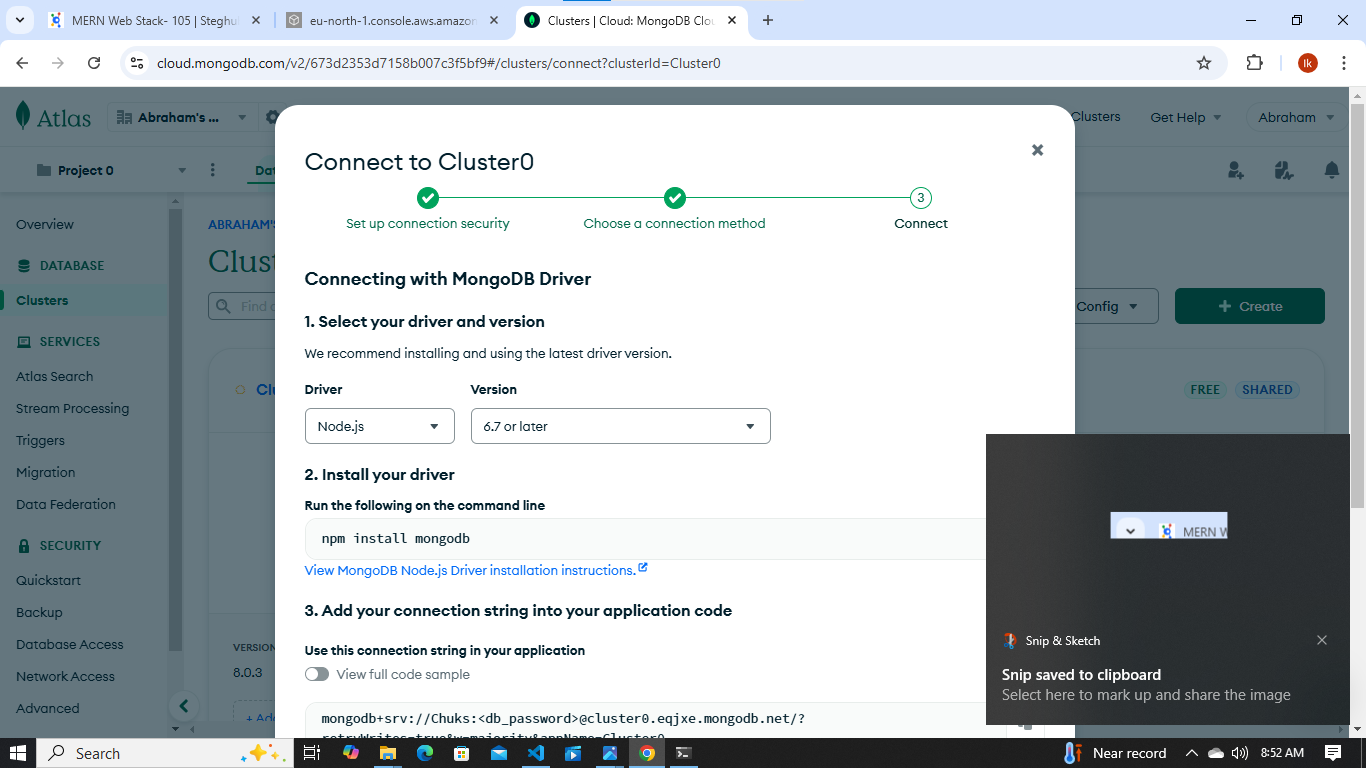 MERN Web Stack- 105 | Steghu
eu-north-1.console.aws.amazon
Clusters | Cloud: MongoDB Clou
cloud.mongodb.com/v2/673d2353d7158b007c3f5bf9#/clusters/connect?clusterId=Cluster0
lk
Atlas
Abraham's ...
Clusters
Get Help
Abraham
Project 0
Dat
Overview
DATABASE
Clusters
SERVICES
Atlas Search
Stream Processing
Triggers
Migration
Data Federation
SECURITY
Quickstart
Backup
Database Access
Network Access
Advanced
ABRAHAM'S
Clust
Find c
Config
+ Create
Clu
FREE
SHARED
VERSION
8.0.3
+ Add
Connect to Cluster0
3
Set up connection security
Choose a connection method
Connect
Connecting with MongoDB Driver
1. Select your driver and version
We recommend installing and using the latest driver version.
Driver
Version
Node.js
6.7 or later
2. Install your driver
Run the following on the command line
npm install mongodb
View MongoDB Node.js Driver installation instructions.
3. Add your connection string into your application code
Use this connection string in your application
View full code sample
mongodb+srv://Chuks:<db_password>@cluster0.eqjxe.mongodb.net/?
retryWrites=true&w=majority&appName=Cluster0
MERN W
Snip & Sketch
Snip saved to clipboard
Select here to mark up and share the image
Search
Near record
8:52 AM